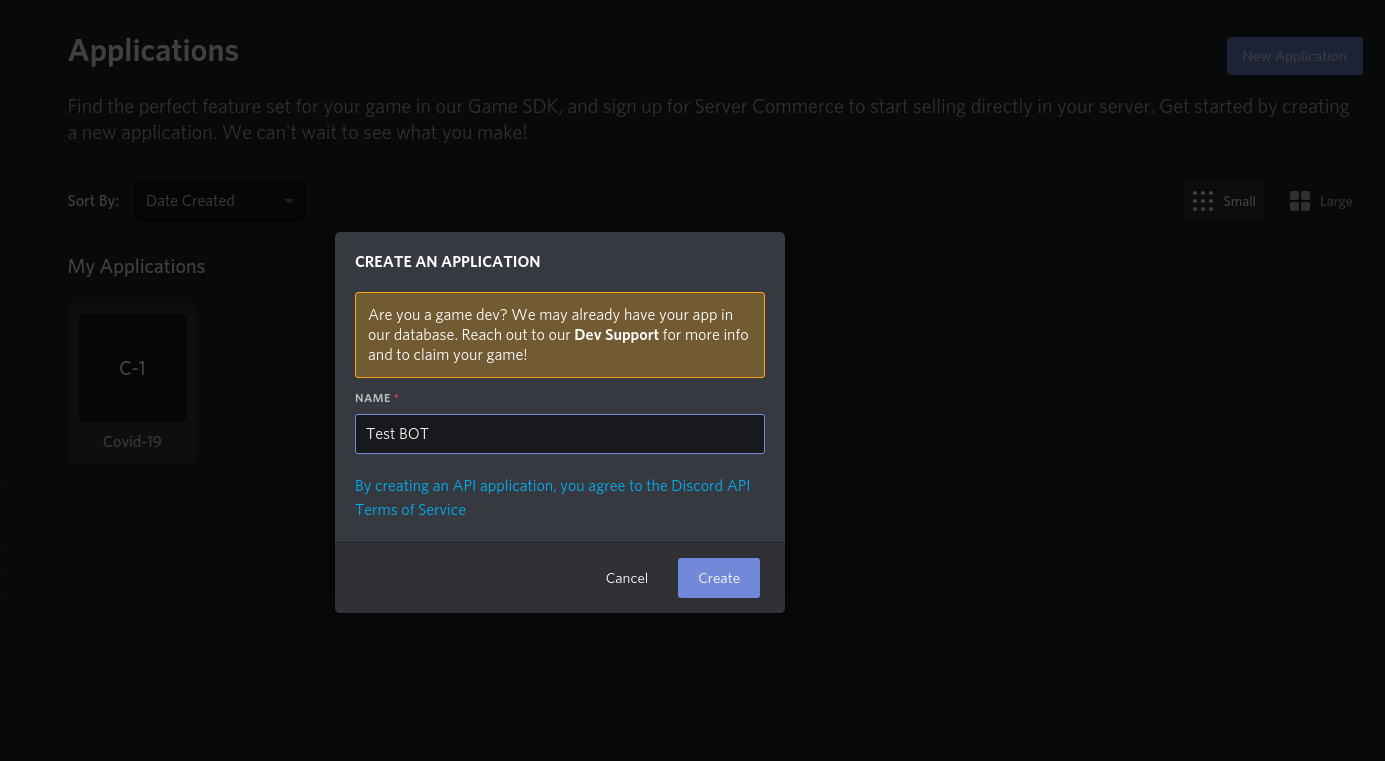 Applications
New Application
Find the perfect feature set for your game in our Game SDK, and sign up for Server Commerce to start selling directly in your server. Get started by creating
a new application. We can't wait to see what you make!
Sort By: Date Created Small Large
My Applications
C-1
Covid-19
CREATE AN APPLICATION
Are you a game dev? We may already have your app in
our database. Reach out to our Dev Support for more info
and to claim your game!
NAME *
Test BOT
By creating an API application, you agree to the Discord API
Terms of Service
Cancel Create